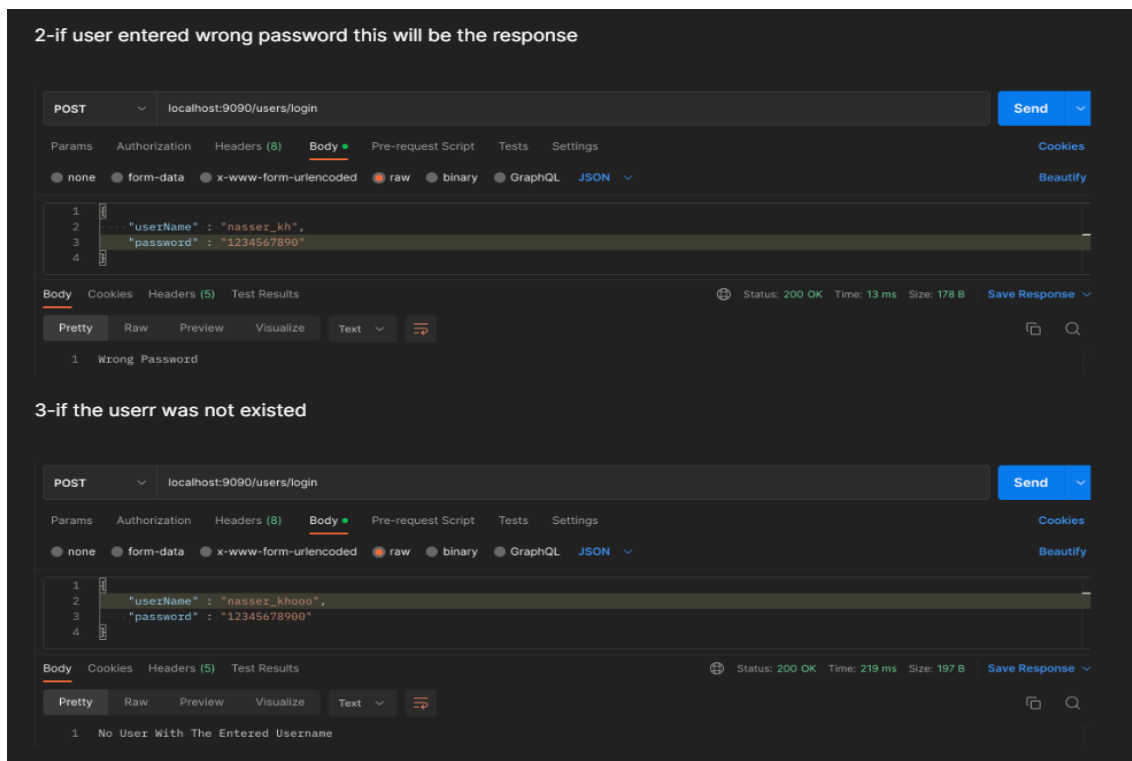 2-if user entered wrong password this will be the response
POST localhost:9090/users/login Send
Params Authorization Headers (8) Body Pre-request Script Tests Settings Cookies
none form-data x-www-form-urlencoded raw binary GraphQL JSON Beautify
1 {
2 "userName" : "nasser_kh",
3 "password" : "1234567890"
4 }
Body Cookies Headers (5) Test Results Status: 200 OK Time: 13 ms Size: 178 B Save Response
Pretty Raw Preview Visualize Text
1 Wrong Password
3-if the userr was not existed
POST localhost:9090/users/login Send
Params Authorization Headers (8) Body Pre-request Script Tests Settings Cookies
none form-data x-www-form-urlencoded raw binary GraphQL JSON Beautify
1 {
2 "userName" : "nasser_khooo",
3 "password" : "12345678900"
4 }
Body Cookies Headers (5) Test Results Status: 200 OK Time: 219 ms Size: 197 B Save Response
Pretty Raw Preview Visualize Text
1 No User With The Entered Username